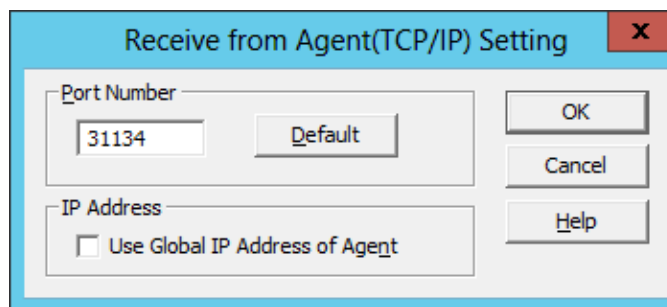 Receive from Agent(TCP/IP) Setting
x
Port Number
31134
Default
OK
Cancel
IP Address
Use Global IP Address of Agent
Help